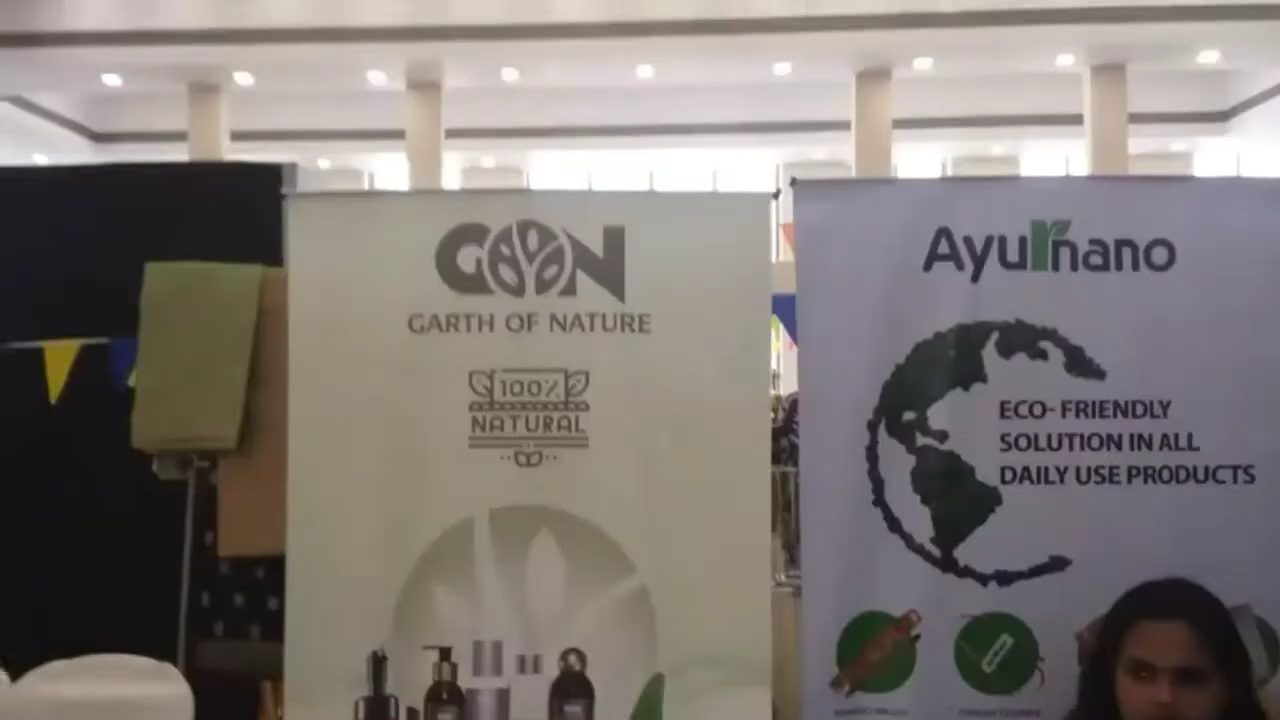 GON
GARTH OF NATURE
100%
NATURAL
Ayurnano
ECO- FRIENDLY
SOLUTION IN ALL
DAILY USE PRODUCTS